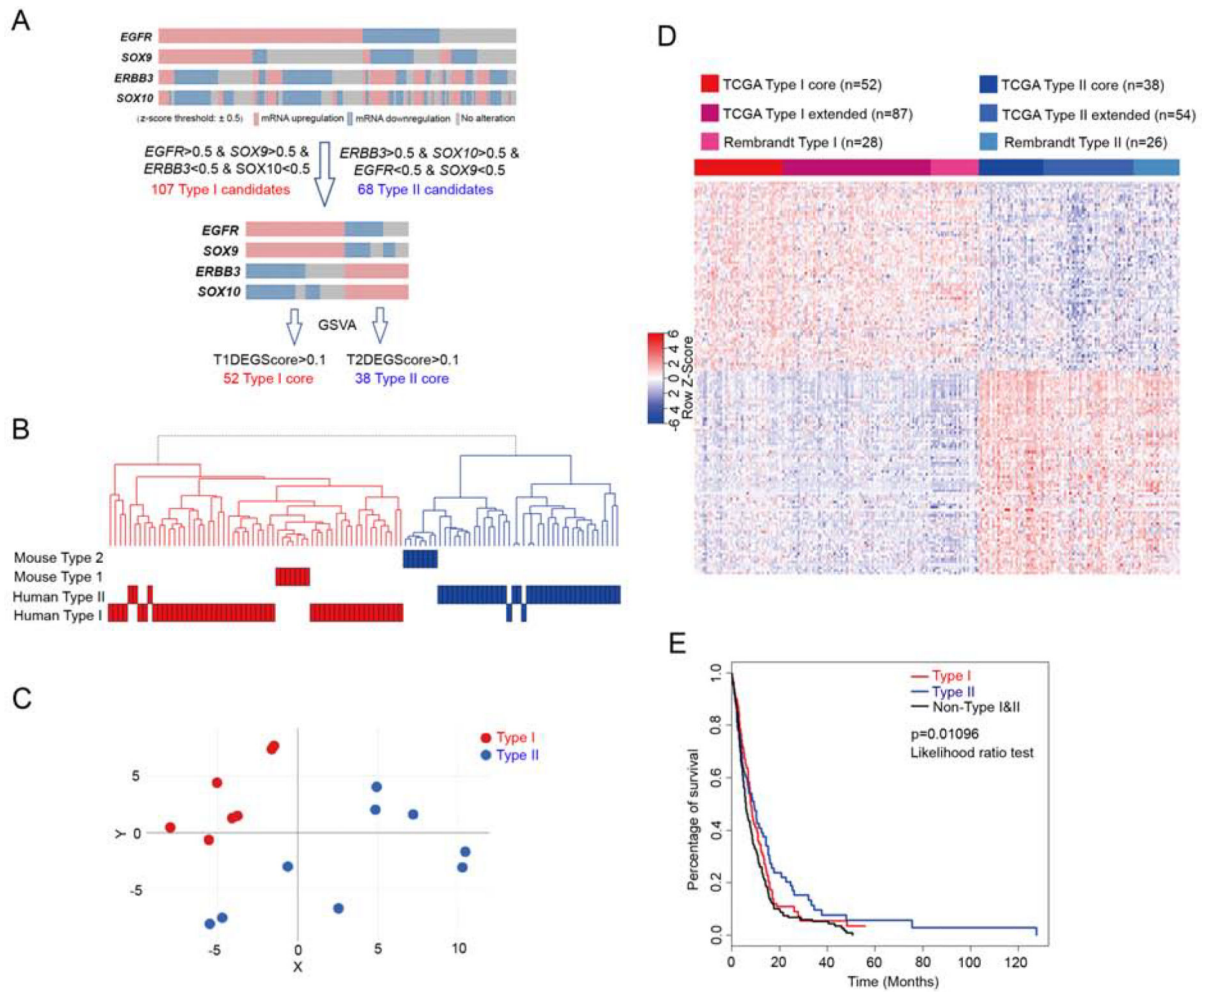 A
EGFR
SOX9
ERBB3
SOX10
(z-score threshold: ± 0.5) mRNA upregulation mRNA downregulation No alteration
EGFR>0.5 & SOX9>0.5 &
ERBB3<0.5 & SOX10<0.5
107 Type I candidates
ERBB3>0.5 & SOX10>0.5 &
EGFR<0.5 & SOX9<0.5
68 Type II candidates
EGFR
SOX9
ERBB3
SOX10
GSVA
T1DEGScore>0.1
52 Type I core
T2DEGScore>0.1
38 Type II core
B
Mouse Type 2
Mouse Type 1
Human Type II
Human Type I
C
Type I
Type II
5
Y 0
-5
-5 0 5 10
X
D
TCGA Type I core (n=52)
TCGA Type I extended (n=87)
Rembrandt Type I (n=28)
TCGA Type II core (n=38)
TCGA Type II extended (n=54)
Rembrandt Type II (n=26)
-6 -4 -2 0 2 4 6
Row Z-Score
E
Type I
Type II
Non-Type I&II
p=0.01096
Likelihood ratio test
Percentage of survival
1.0
0.8
0.6
0.4
0.2
0.0
0 20 40 60 80 100 120
Time (Months)